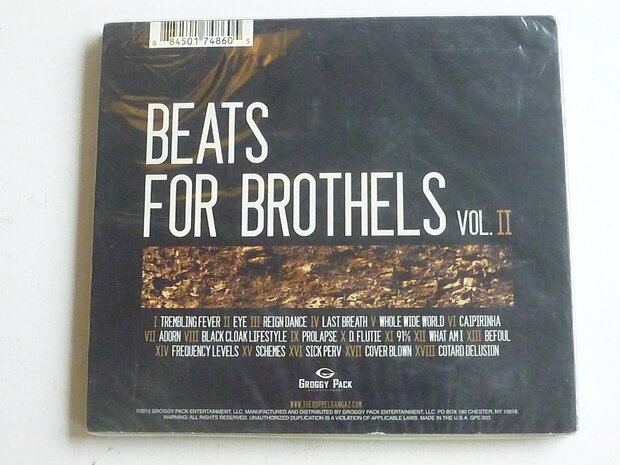 8 84501 74860 5
BEATS
FOR BROTHELS VOL. II
I TREMBLING FEVER II EYE III REIGN DANCE IV LAST BREATH V WHOLE WIDE WORLD VI CAIPIRINHA
VII ADORN VIII BLACK CLOAK LIFESTYLE IX PROLAPSE X D. FLUTIE XI 91½ XII WHAT AM I XIII BEFOUL
XIV FREQUENCY LEVELS XV SCHEMES XVI SICK PERV XVII COVER BLOWN XVIII COTARD DELUSION
GROGGY PACK
ENTERTAINMENT
WWW.THEDOPPELGANGAZ.COM
©2012 GROGGY PACK ENTERTAINMENT, LLC. MANUFACTURED AND DISTRIBUTED BY GROGGY PACK ENTERTAINMENT, LLC. PO BOX 180 CHESTER, NY 10918.
WARNING: ALL RIGHTS RESERVED. UNAUTHORIZED DUPLICATION IS A VIOLATION OF APPLICABLE LAWS. MADE IN THE U.S.A. GPE 003.